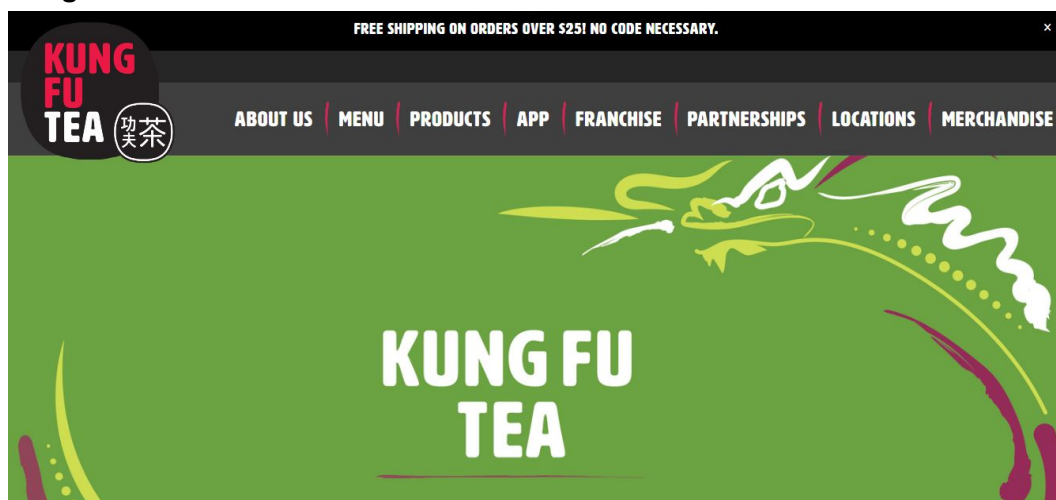 FREE SHIPPING ON ORDERS OVER $25! NO CODE NECESSARY. ×
KUNG
FU
TEA 功夫茶
ABOUT US MENU PRODUCTS APP FRANCHISE PARTNERSHIPS LOCATIONS MERCHANDISE
KUNG FU
TEA